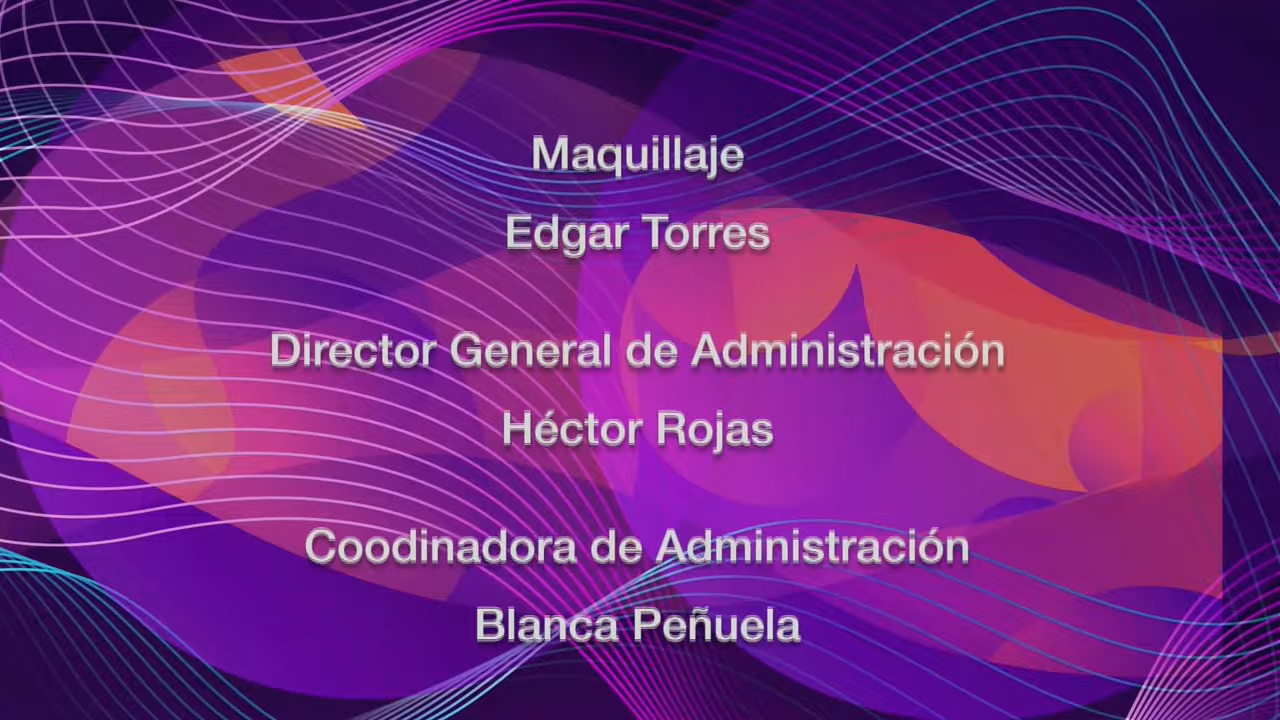 Maquillaje
Edgar Torres
Director General de Administración
Héctor Rojas
Coodinadora de Administración
Blanca Peñuela